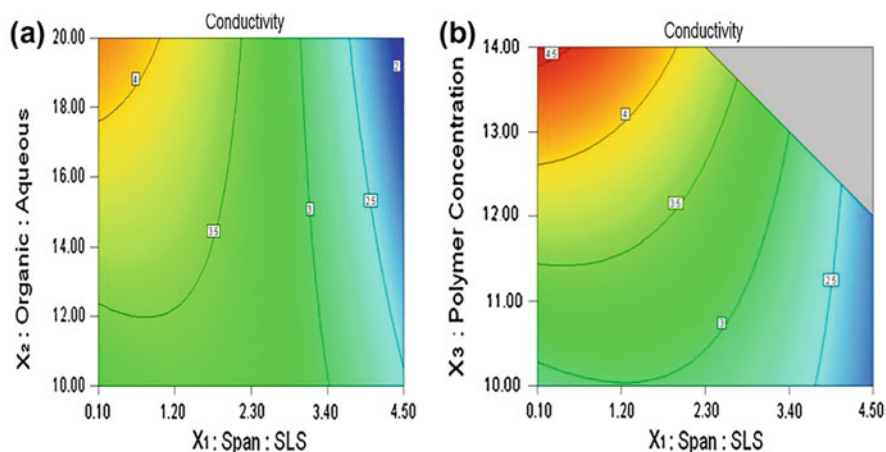 (a)
Conductivity
20.00
18.00
16.00
14.00
12.00
10.00
X2 : Organic : Aqueous
4
3.5
3
2.5
2
0.10 1.20 2.30 3.40 4.50
X1 : Span : SLS
(b)
Conductivity
14.00
13.00
12.00
11.00
10.00
X3 : Polymer Concentration
4.5
4
3.5
3
2.5
0.10 1.20 2.30 3.40 4.50
X1 : Span : SLS